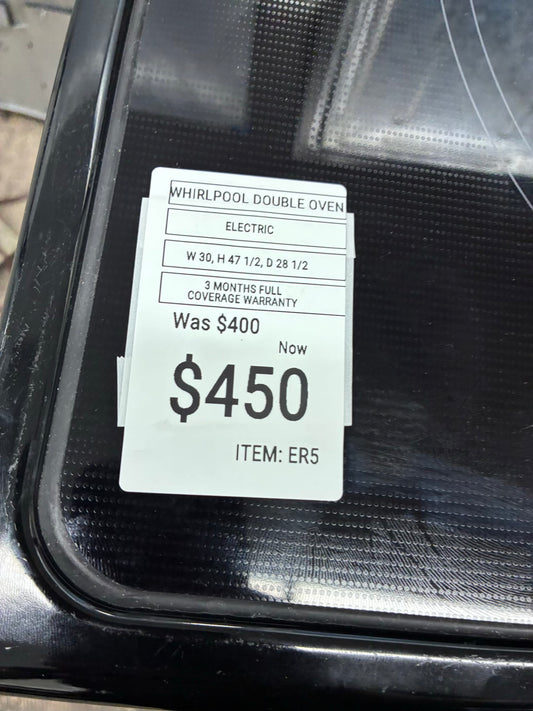 WHIRLPOOL DOUBLE OVEN
ELECTRIC
W 30, H 47 1/2, D 28 1/2
3 MONTHS FULL
COVERAGE WARRANTY
Was $400
Now
$450
ITEM: ER5